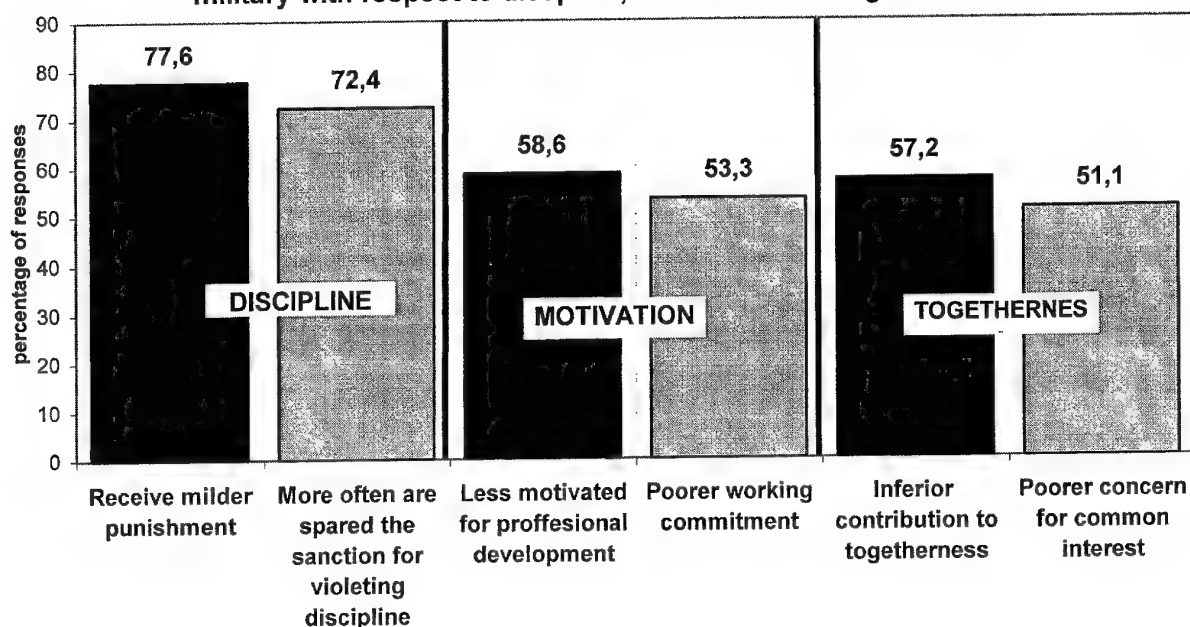 military with respect to
90
80
70
60
50
40
30
20
10
0
percentage of responses
77,6
72,4
58,6
53,3
57,2
51,1
DISCIPLINE
MOTIVATION
TOGETHERNES
Receive milder
punishment
More often are
spared the
sanction for
violeting
discipline
Less motivated
for proffesional
development
Poorer working
commitment
Inferior
contribution to
togetherness
Poorer concern
for common
interest